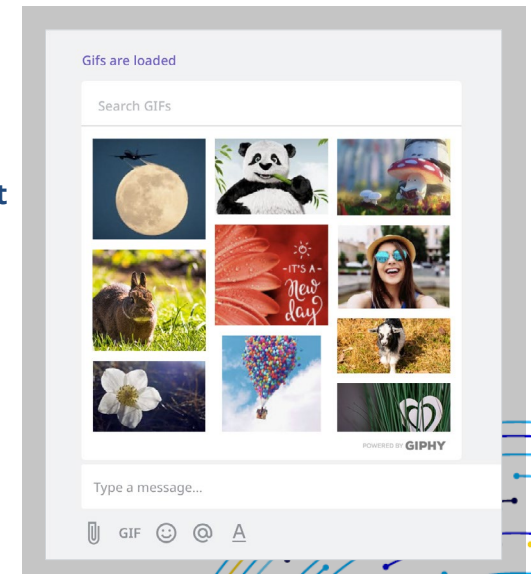 Gifs are loaded
Search GIFs
t
-IT'S A-
New
day
POWERED BY GIPHY
Type a message...
GIF @ A